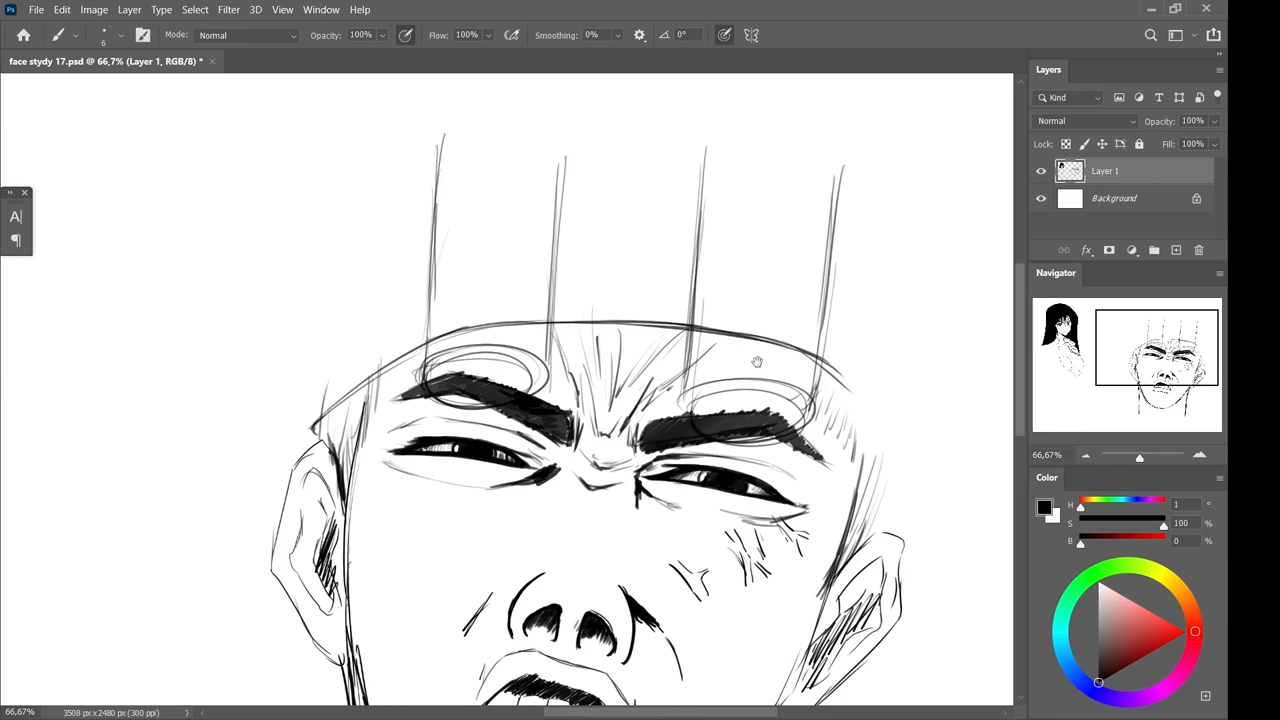 Ps File Edit Image Layer Type Select Filter 3D View Window Help
6 Mode: Normal Opacity: 100% Flow: 100% Smoothing: 0% 0°
face stydy 17.psd @ 66,7% (Layer 1, RGB/8) *
A
Layers
Kind
Normal Opacity: 100%
Lock: Fill: 100%
Layer 1
Background
Navigator
66,67%
Color
H 1 °
S 100 %
B 0 %
66,67% 3508 px x 2480 px (300 ppi)